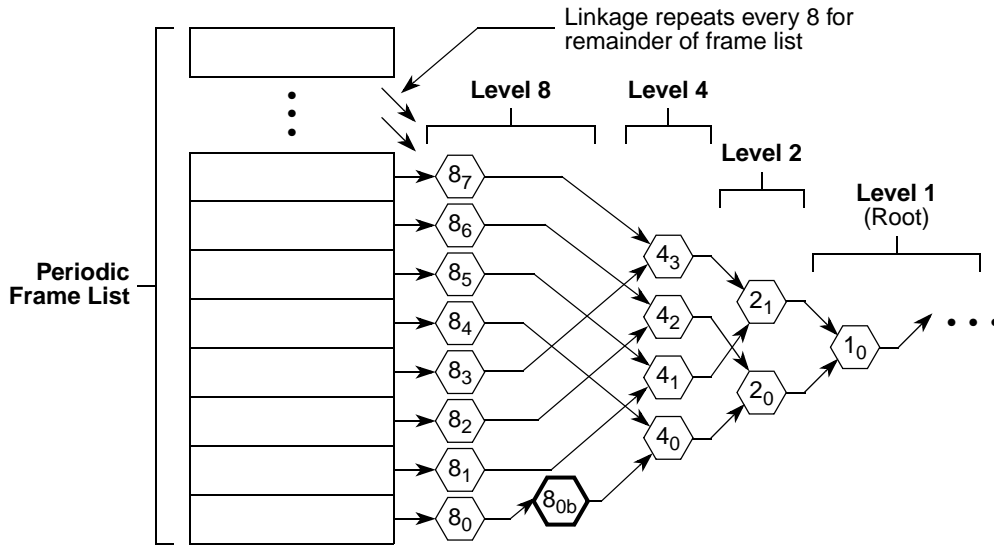 Linkage repeats every 8 for
remainder of frame list
Level 8
Level 4
Level 2
Level 1
(Root)
Periodic
Frame List
8₇
8₆
8₅
8₄
8₃
8₂
8₁
8₀
8₀b
4₃
4₂
4₁
4₀
2₁
2₀
1₀